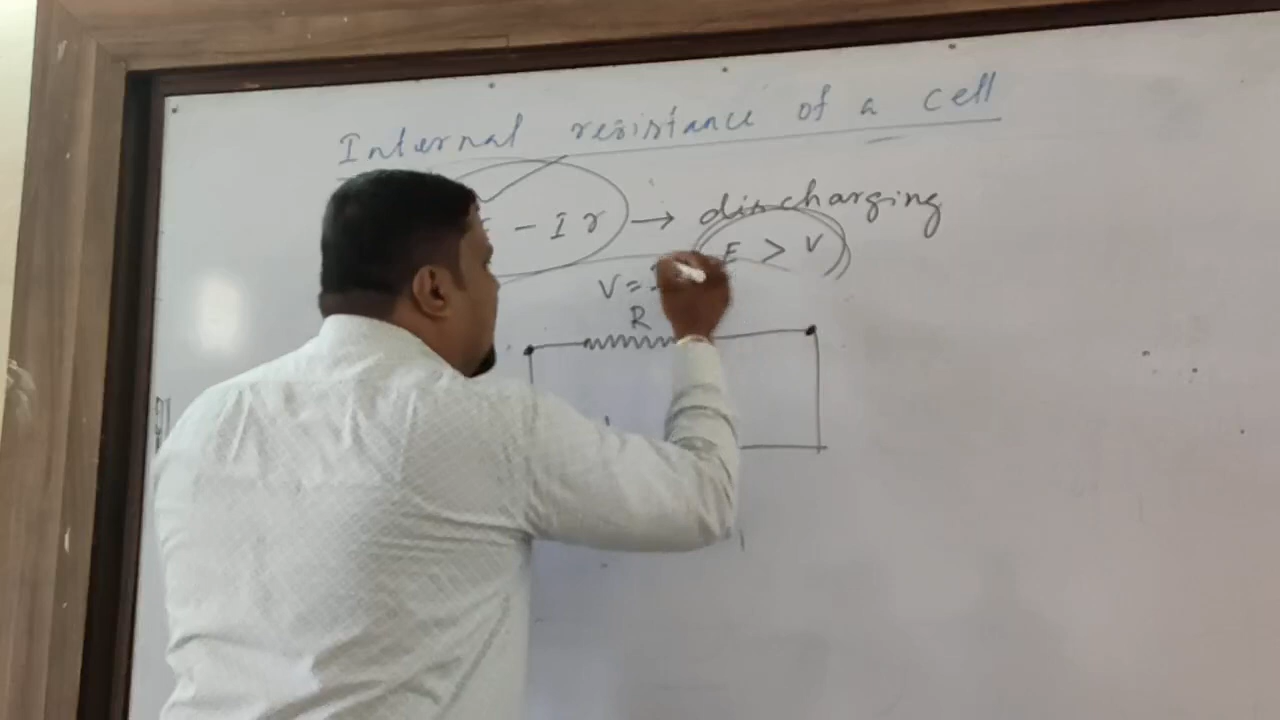 Internal resistance of a cell
- I r → discharging
E > V
V = I
R